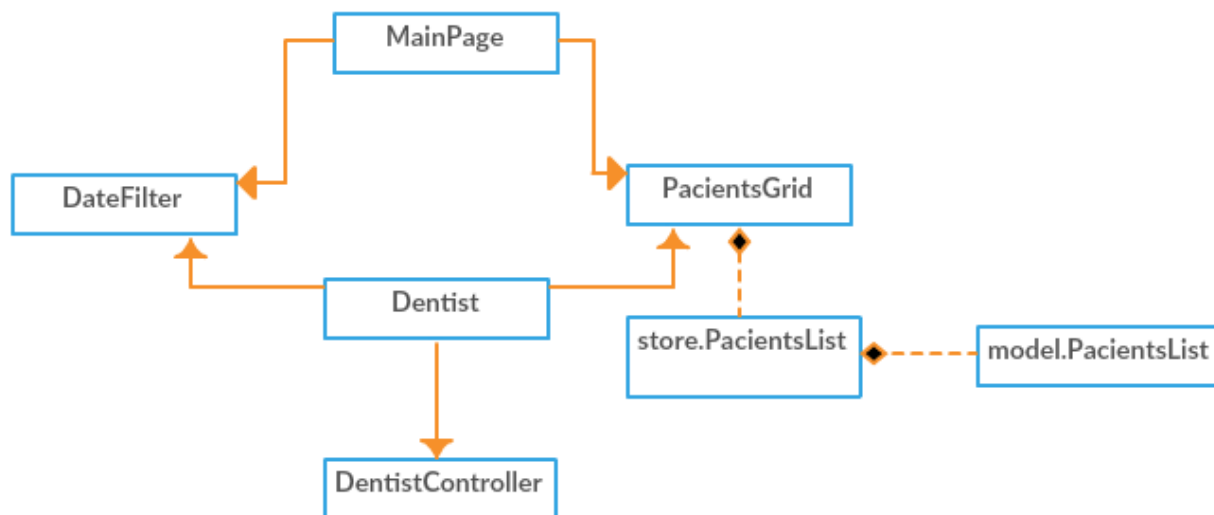 MainPage
DateFilter
PacientsGrid
Dentist
store.PacientsList
model.PacientsList
DentistController